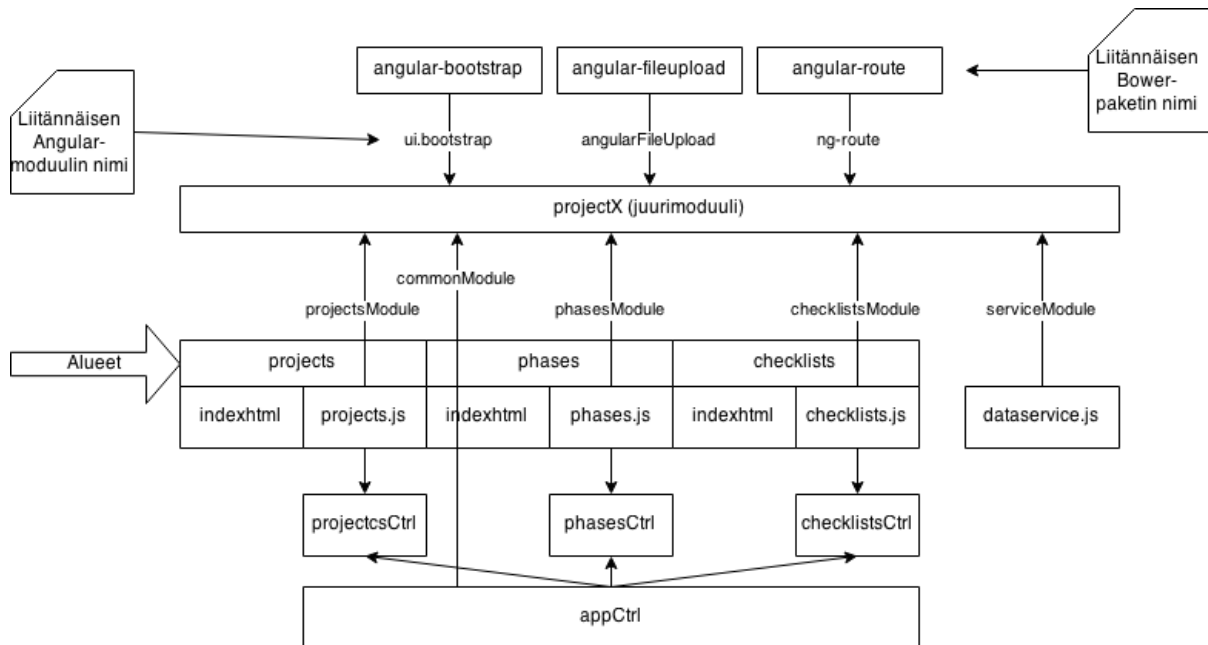 angular-bootstrap
angular-fileupload
angular-route
Liitännäisen
Bower-
paketin nimi
Liitännäisen
Angular-
moduulin nimi
ui.bootstrap
angularFileUpload
ng-route
projectX (juurimoduuli)
commonModule
projectsModule
phasesModule
checklistsModule
serviceModule
Alueet
projects
phases
checklists
indexhtml
projects.js
indexhtml
phases.js
indexhtml
checklists.js
dataservice.js
projectcsCtrl
phasesCtrl
checklistsCtrl
appCtrl